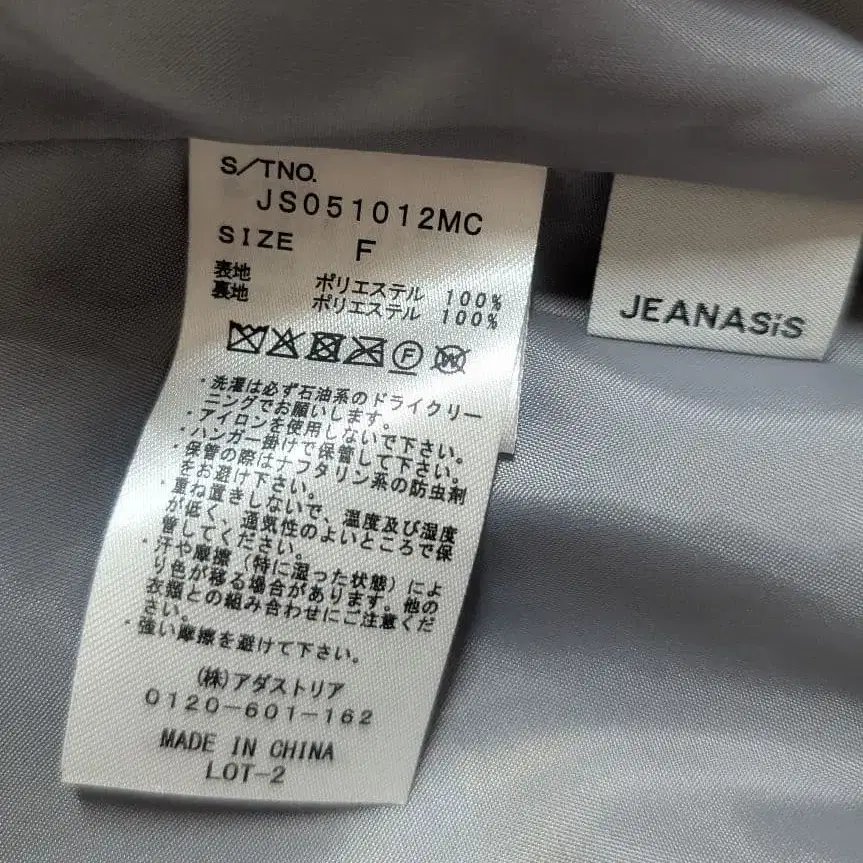 S/TNO.
JS051012MC
SIZE F
表地 ポリエステル 100%
裏地 ポリエステル 100%
F W
・洗濯は必ず石油系のドライクリー
ニングでお願いします。
・アイロンを使用しないで下さい。
・ハンガー掛けで保管して下さい。
・保管の際はナフタリン系の防虫剤
をお避け下さい。
・重ね置きしないで、温度及び湿度
が低く、通気性のよいところで保
管してください。
・汗や摩擦（特に湿った状態）によ
り色が移る場合があります。他の
衣類との組み合わせにご注意くだ
さい。
・強い摩擦を避けて下さい。
(株)アダストリア
0120-601-162
MADE IN CHINA
LOT-2
JEANASiS